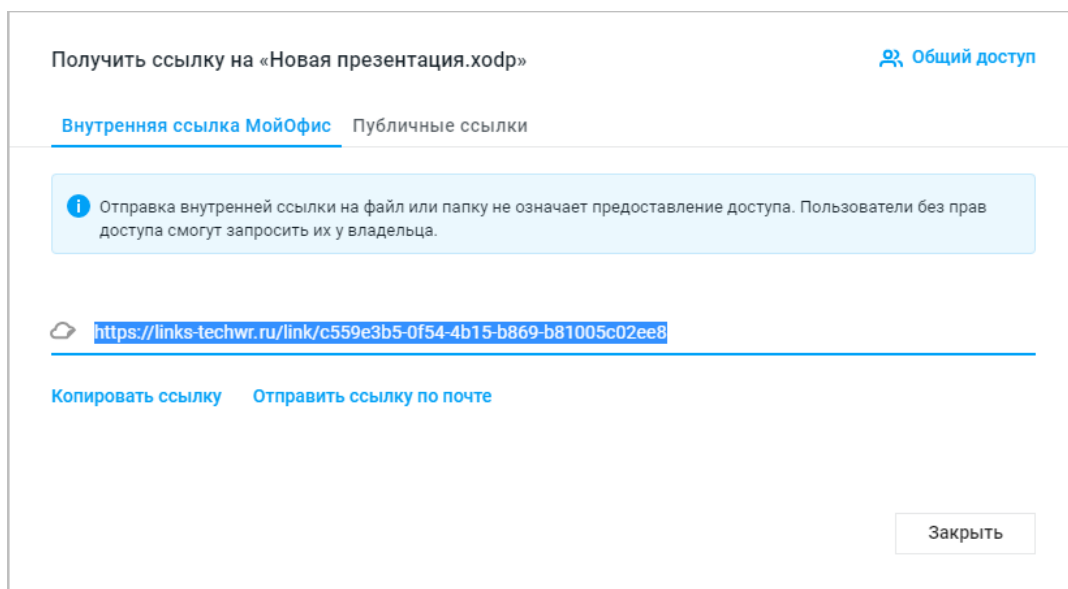 Получить ссылку на «Новая презентация.xodp»
Общий доступ
Внутренняя ссылка МойОфис
Публичные ссылки
Отправка внутренней ссылки на файл или папку не означает предоставление доступа. Пользователи без прав
доступа смогут запросить их у владельца.
https://links-techwr.ru/link/c559e3b5-0f54-4b15-b869-b81005c02ee8
Копировать ссылку
Отправить ссылку по почте
Закрыть